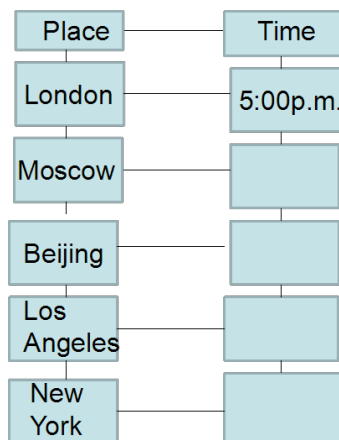 Place Time
London 5:00p.m.
Moscow
Beijing
Los
Angeles
New
York